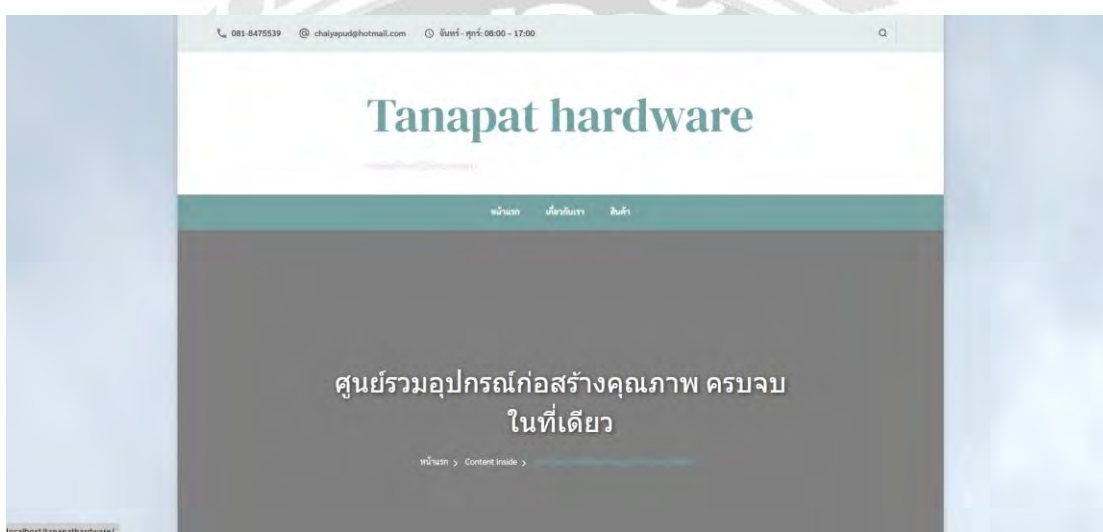 081-8475539 @ chaiyapud@hotmail.com จันทร์ - ศุกร์: 08:00 - 17:00
Tanapat hardware
หน้าแรก เกี่ยวกับเรา สินค้า
ศูนย์รวมอุปกรณ์ก่อสร้างคุณภาพ ครบจบ
ในที่เดียว
หน้าแรก > Content inside >
localhost/tanapathardware/